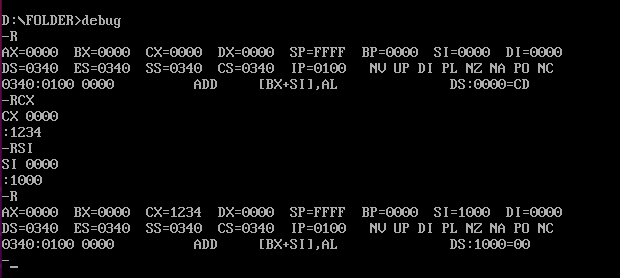 D:\FOLDER>debug
-R
AX=0000  BX=0000  CX=0000  DX=0000  SP=FFFF  BP=0000  SI=0000  DI=0000
DS=0340  ES=0340  SS=0340  CS=0340  IP=0100   NV UP DI PL NZ NA PO NC
0340:0100 0000          ADD     [BX+SI],AL                         DS:0000=CD
-RCX
CX 0000
:1234
-RSI
SI 0000
:1000
-R
AX=0000  BX=0000  CX=1234  DX=0000  SP=FFFF  BP=0000  SI=1000  DI=0000
DS=0340  ES=0340  SS=0340  CS=0340  IP=0100   NV UP DI PL NZ NA PO NC
0340:0100 0000          ADD     [BX+SI],AL                         DS:1000=00
-_